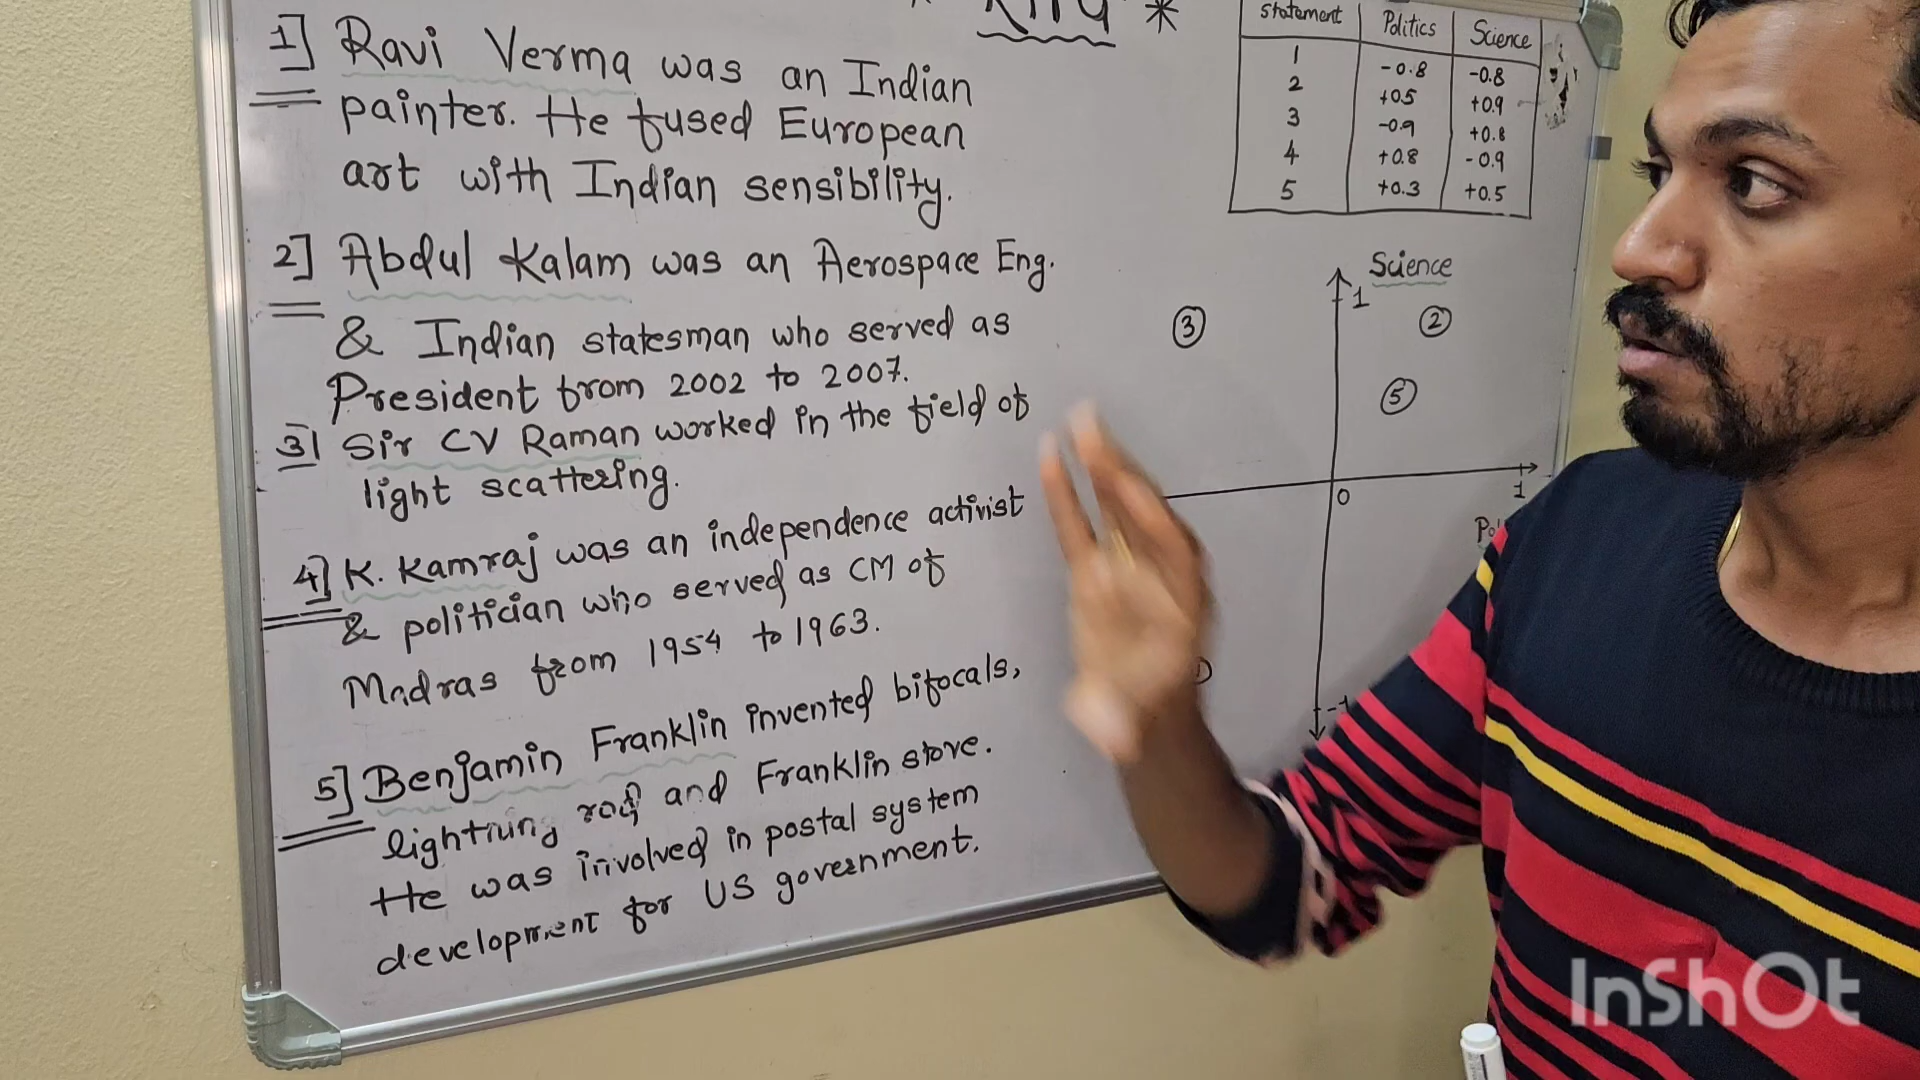 1] Ravi Verma was an Indian
painter. He fused European
art with Indian sensibility.
2] Abdul Kalam was an Aerospace Eng.
& Indian statesman who served as
President from 2002 to 2007.
3] Sir CV Raman worked in the field of
light scattering.
4] K. Kamraj was an independence activist
& politician who served as CM of
Madras from 1954 to 1963.
5] Benjamin Franklin invented bifocals,
lightning rod and Franklin stove.
He was involved in postal system
development for US government.
statement Politics Science
1 -0.8 -0.8
2 +0.5 +0.9
3 -0.9 +0.8
4 +0.8 -0.9
5 +0.3 +0.5
Science
1
3 2
5
0 1
-1
InShOt